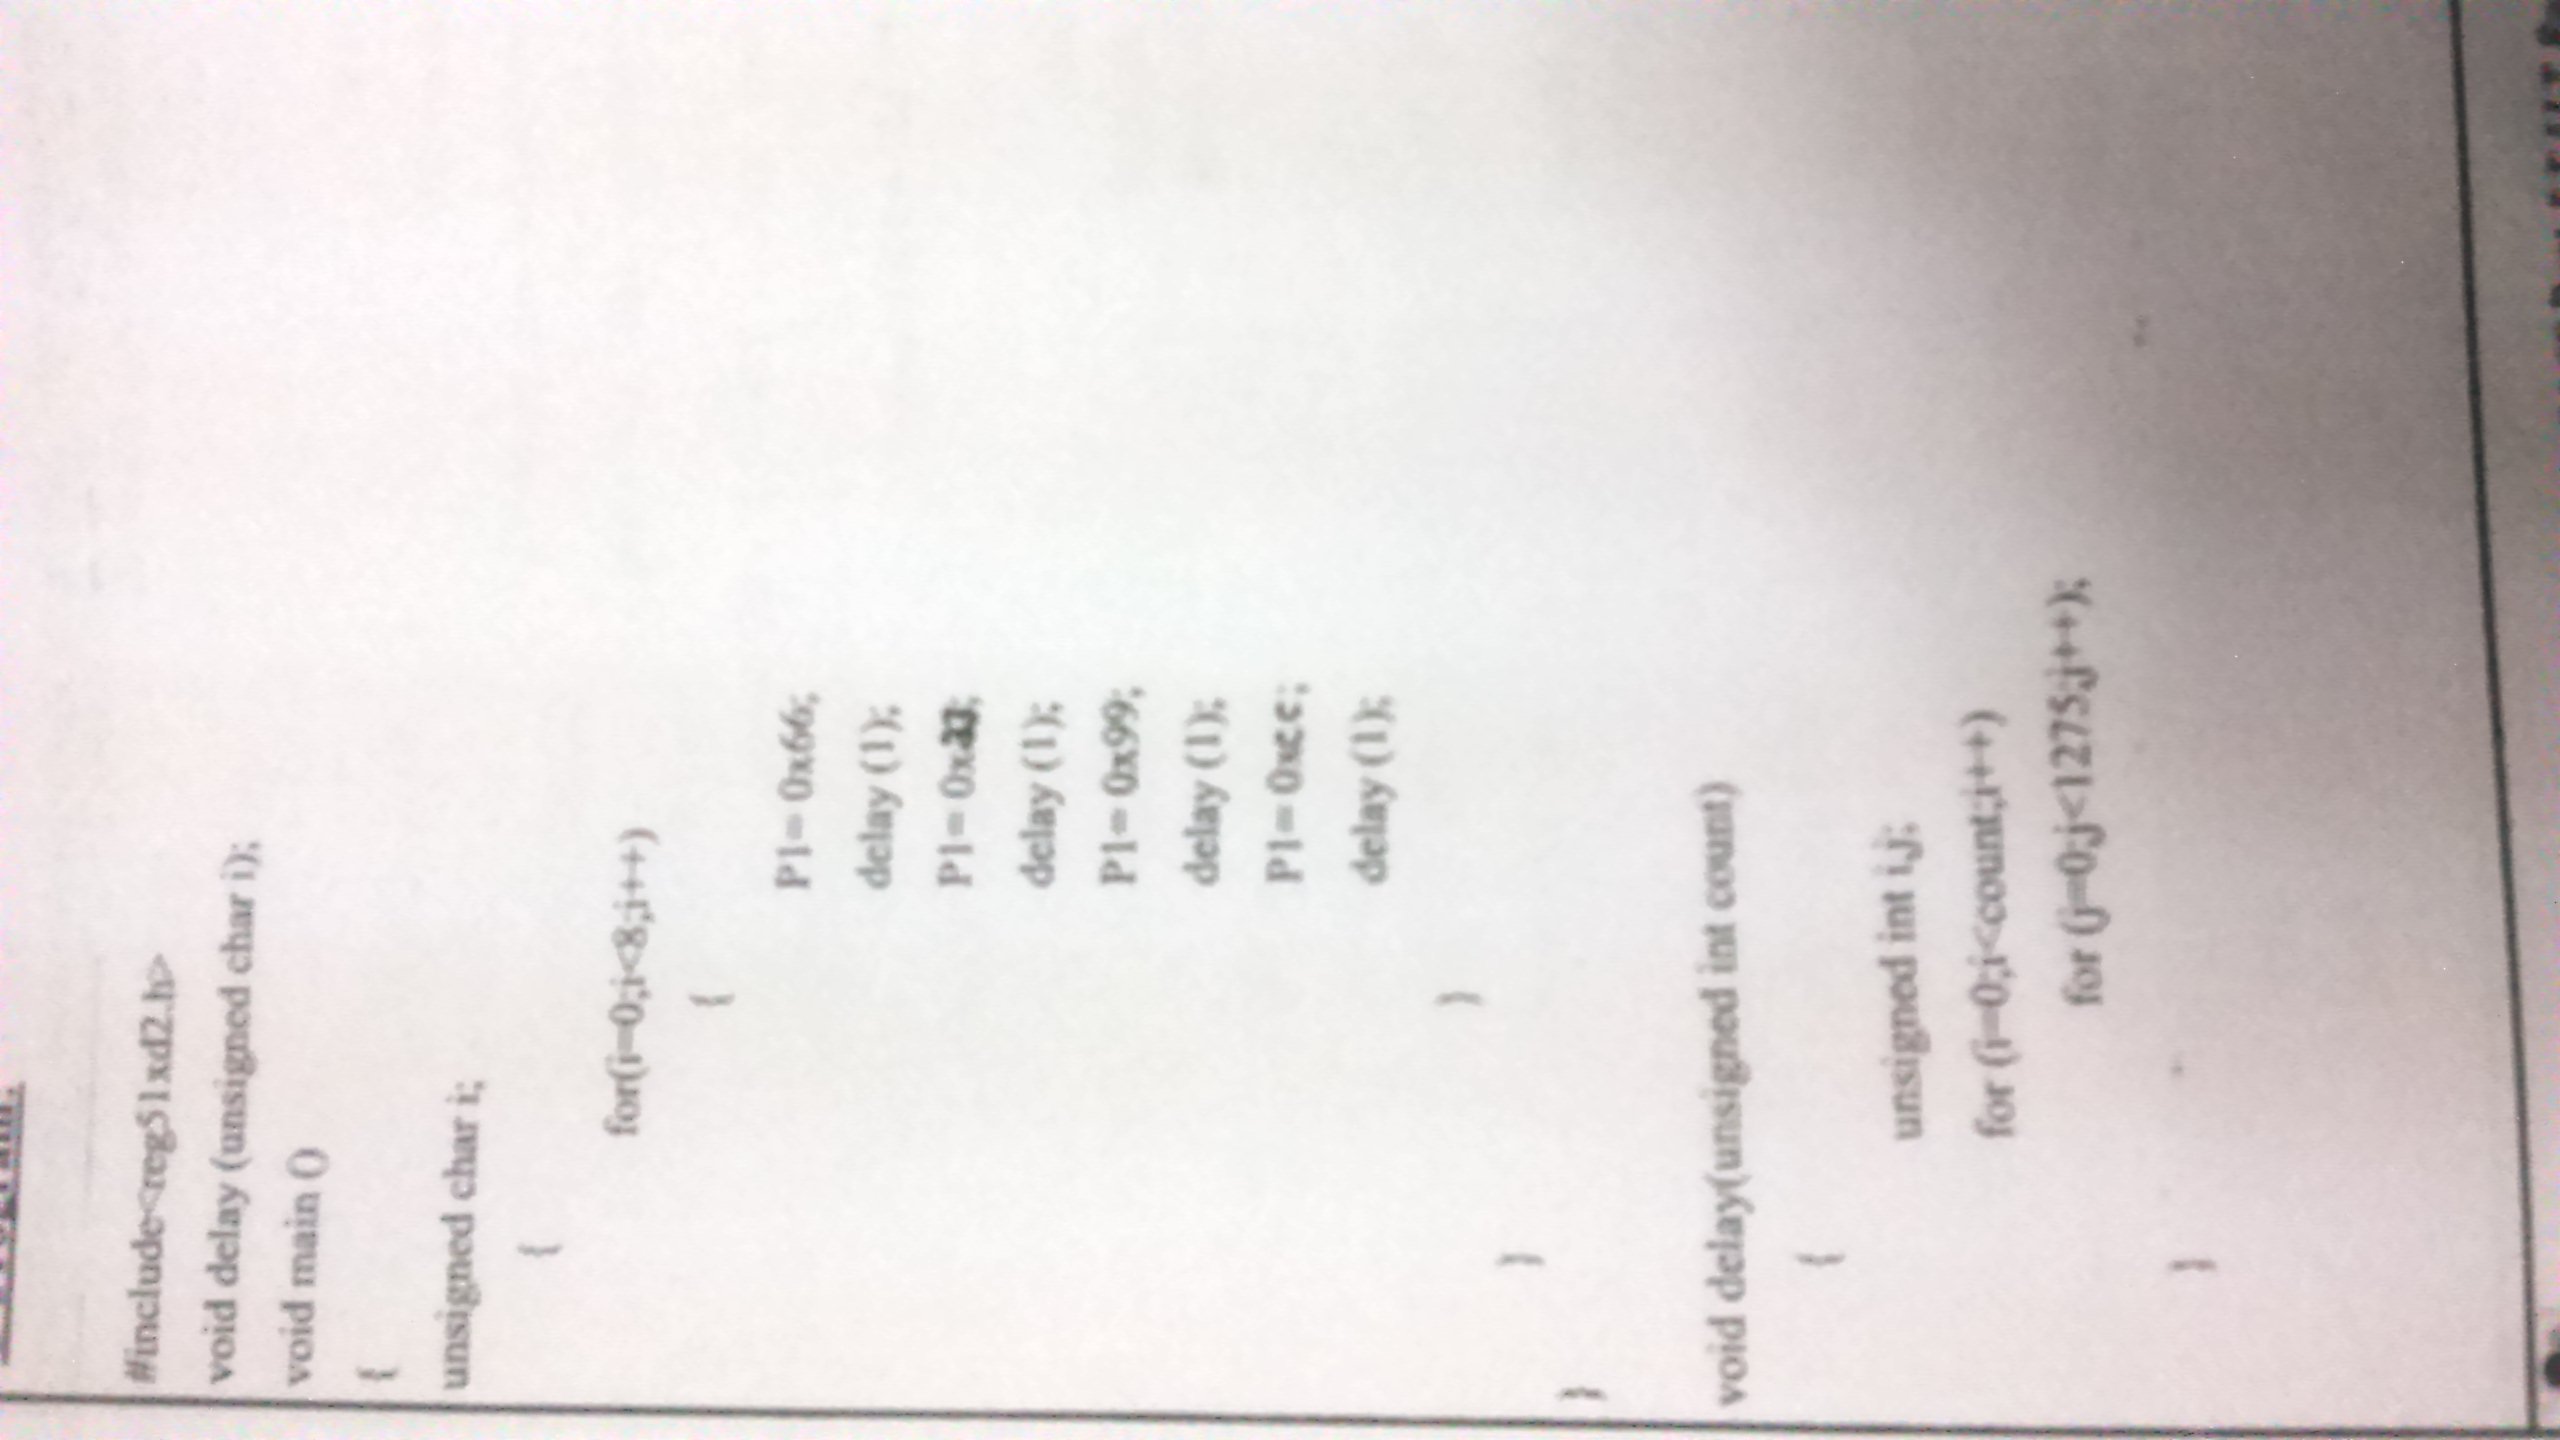 #include<reg51xd2.h>
void delay (unsigned char i);
void main ()
{
unsigned char i;
{
for(i=0;i<8;i++)
{
P1= 0x66;
delay (1);
P1=
delay (1);
P1= 0x99;
delay (1);
P1= 0xcc;
delay (1);
}
}
}
void delay(unsigned int count)
{
unsigned int i,j;
for (i=0;i<count;i++)
for (j=0;j<1275;j++);
}